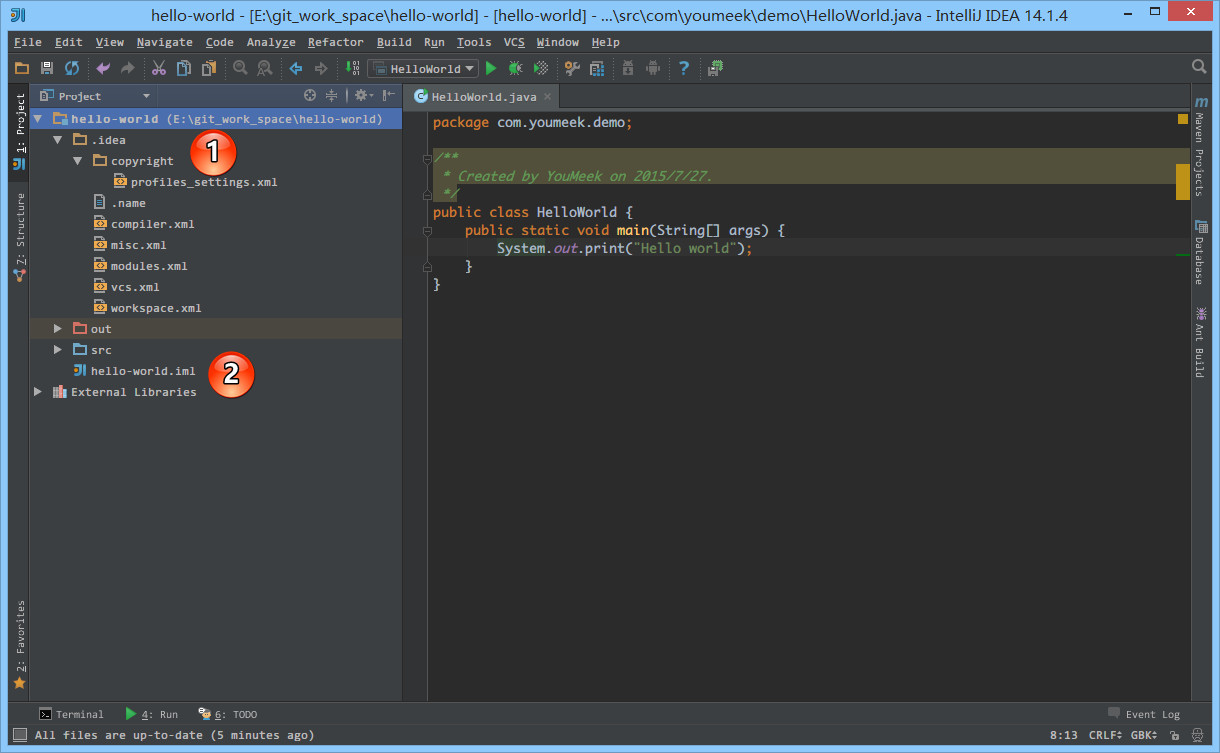 hello-world - [E:\git_work_space\hello-world] - [hello-world] - ...\src\com\youmeek\demo\HelloWorld.java - IntelliJ IDEA 14.1.4
File Edit View Navigate Code Analyze Refactor Build Run Tools VCS Window Help
HelloWorld
1: Project
7: Structure
2: Favorites
Project
hello-world (E:\git_work_space\hello-world)
.idea
1
copyright
profiles_settings.xml
.name
compiler.xml
misc.xml
modules.xml
vcs.xml
workspace.xml
out
src
hello-world.iml
2
External Libraries
HelloWorld.java
package com.youmeek.demo;
/**
* Created by YouMeek on 2015/7/27.
*/
public class HelloWorld {
public static void main(String[] args) {
System.out.print("Hello world");
}
}
m
Maven Projects
Database
Ant Build
Terminal 4: Run 6: TODO Event Log
All files are up-to-date (5 minutes ago) 8:13 CRLF GBK